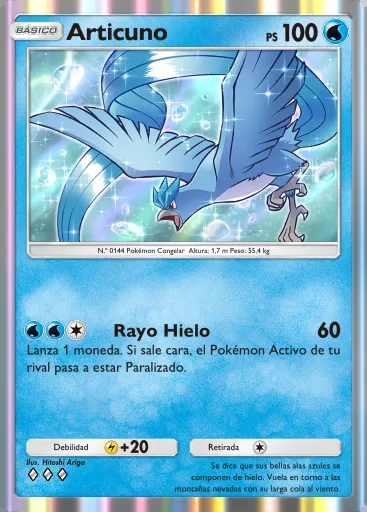 BÁSICO Articuno PS 100
N.º 0144 Pokémon Congelar Altura: 1,7 m Peso: 55,4 kg
Rayo Hielo 60
Lanza 1 moneda. Si sale cara, el Pokémon Activo de tu
rival pasa a estar Paralizado.
Debilidad +20 Retirada
Ilus. Hitoshi Ariga
Se dice que sus bellas alas azules se
componen de hielo. Vuela en torno a las
montañas nevadas con su larga cola al viento.